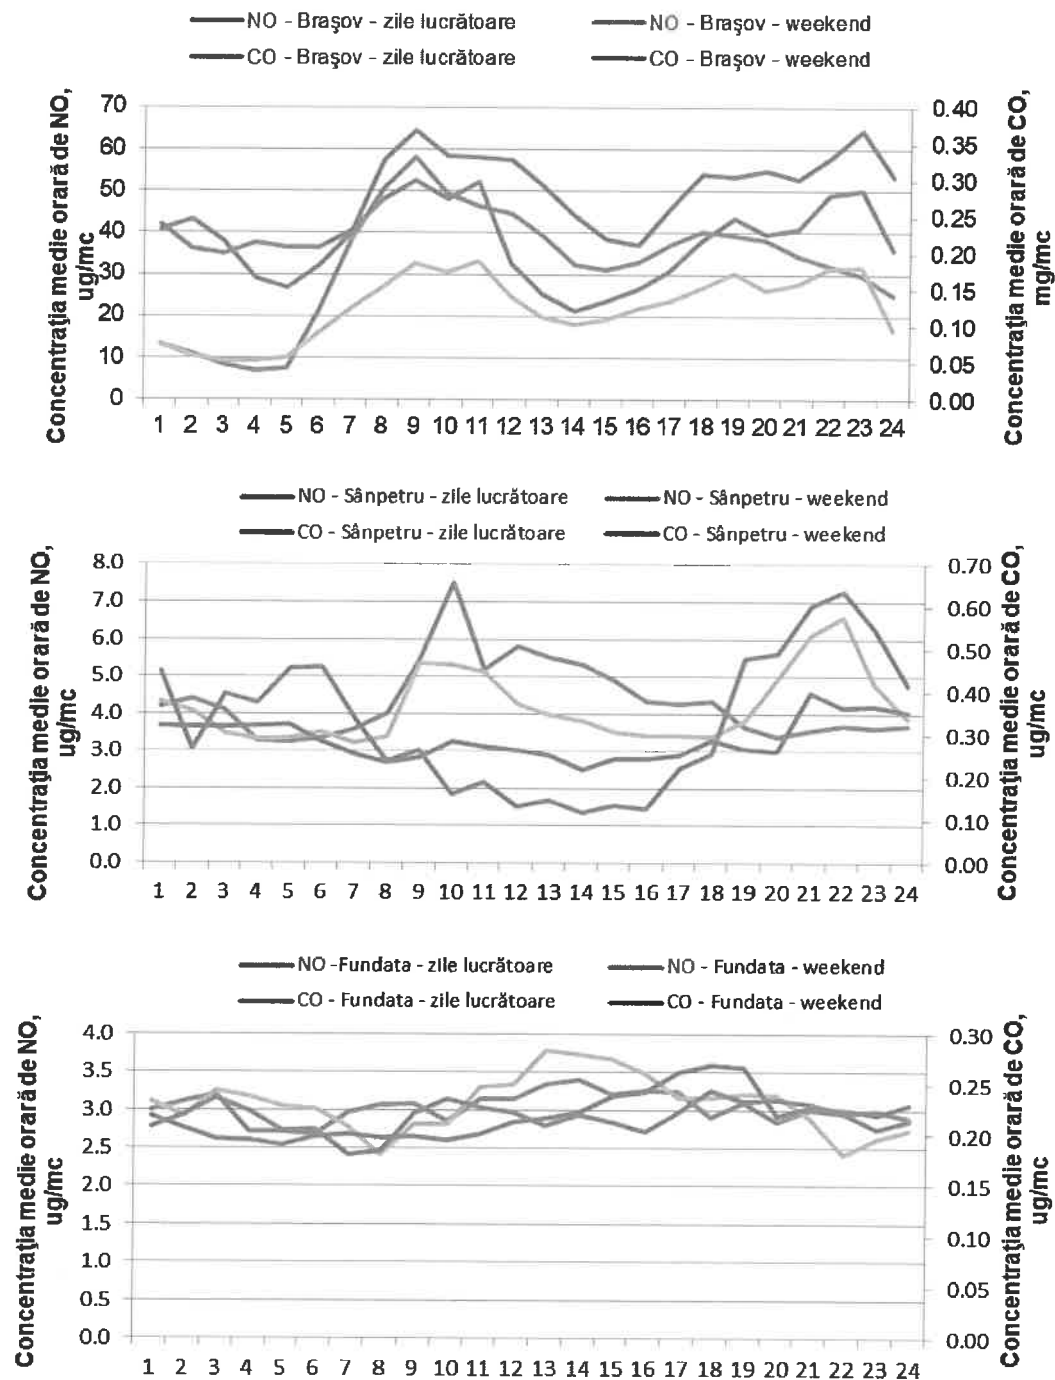 NO - Braşov - zile lucrătoare NO - Braşov - weekend
CO - Braşov - zile lucrătoare CO - Braşov - weekend
Concentraţia medie orară de NO,
ug/mc
70
60
50
40
30
20
10
0
0.40
0.35
0.30
0.25
0.20
0.15
0.10
0.05
0.00
Concentraţia medie orară de CO,
mg/mc
1 2 3 4 5 6 7 8 9 10 11 12 13 14 15 16 17 18 19 20 21 22 23 24
NO - Sânpetru - zile lucrătoare NO - Sânpetru - weekend
CO - Sânpetru - zile lucrătoare CO - Sânpetru - weekend
Concentraţia medie orară de NO,
ug/mc
8.0
7.0
6.0
5.0
4.0
3.0
2.0
1.0
0.0
0.70
0.60
0.50
0.40
0.30
0.20
0.10
0.00
Concentraţia medie orară de CO,
ug/mc
1 2 3 4 5 6 7 8 9 10 11 12 13 14 15 16 17 18 19 20 21 22 23 24
NO -Fundata - zile lucrătoare NO - Fundata - weekend
CO - Fundata - zile lucrătoare CO - Fundata - weekend
Concentraţia medie orară de NO,
ug/mc
4.0
3.5
3.0
2.5
2.0
1.5
1.0
0.5
0.0
0.30
0.25
0.20
0.15
0.10
0.05
0.00
Concentraţia medie orară de CO,
ug/mc
1 2 3 4 5 6 7 8 9 10 11 12 13 14 15 16 17 18 19 20 21 22 23 24